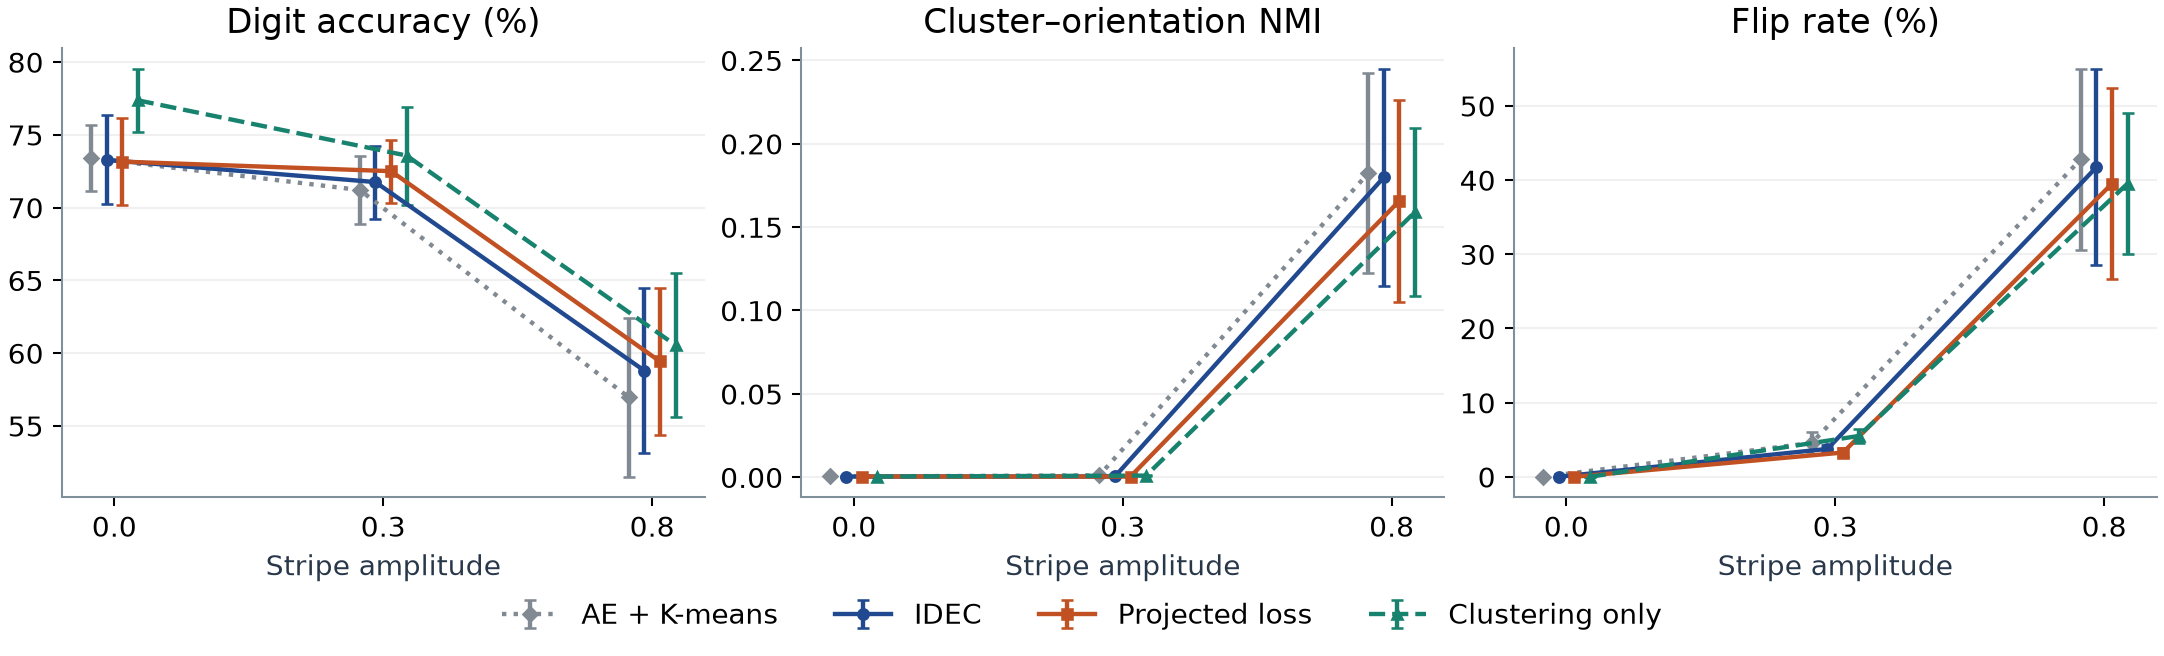 Digit accuracy (%)
80
75
70
65
60
55
0.0 0.3 0.8
Stripe amplitude
Cluster–orientation NMI
0.25
0.20
0.15
0.10
0.05
0.00
0.0 0.3 0.8
Stripe amplitude
Flip rate (%)
50
40
30
20
10
0
0.0 0.3 0.8
Stripe amplitude
AE + K-means IDEC Projected loss Clustering only